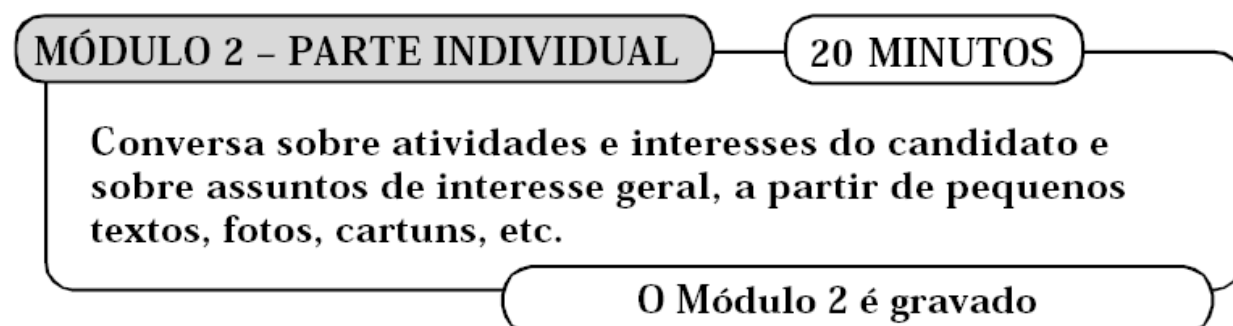 MÓDULO 2 – PARTE INDIVIDUAL
20 MINUTOS
Conversa sobre atividades e interesses do candidato e
sobre assuntos de interesse geral, a partir de pequenos
textos, fotos, cartuns, etc.
O Módulo 2 é gravado